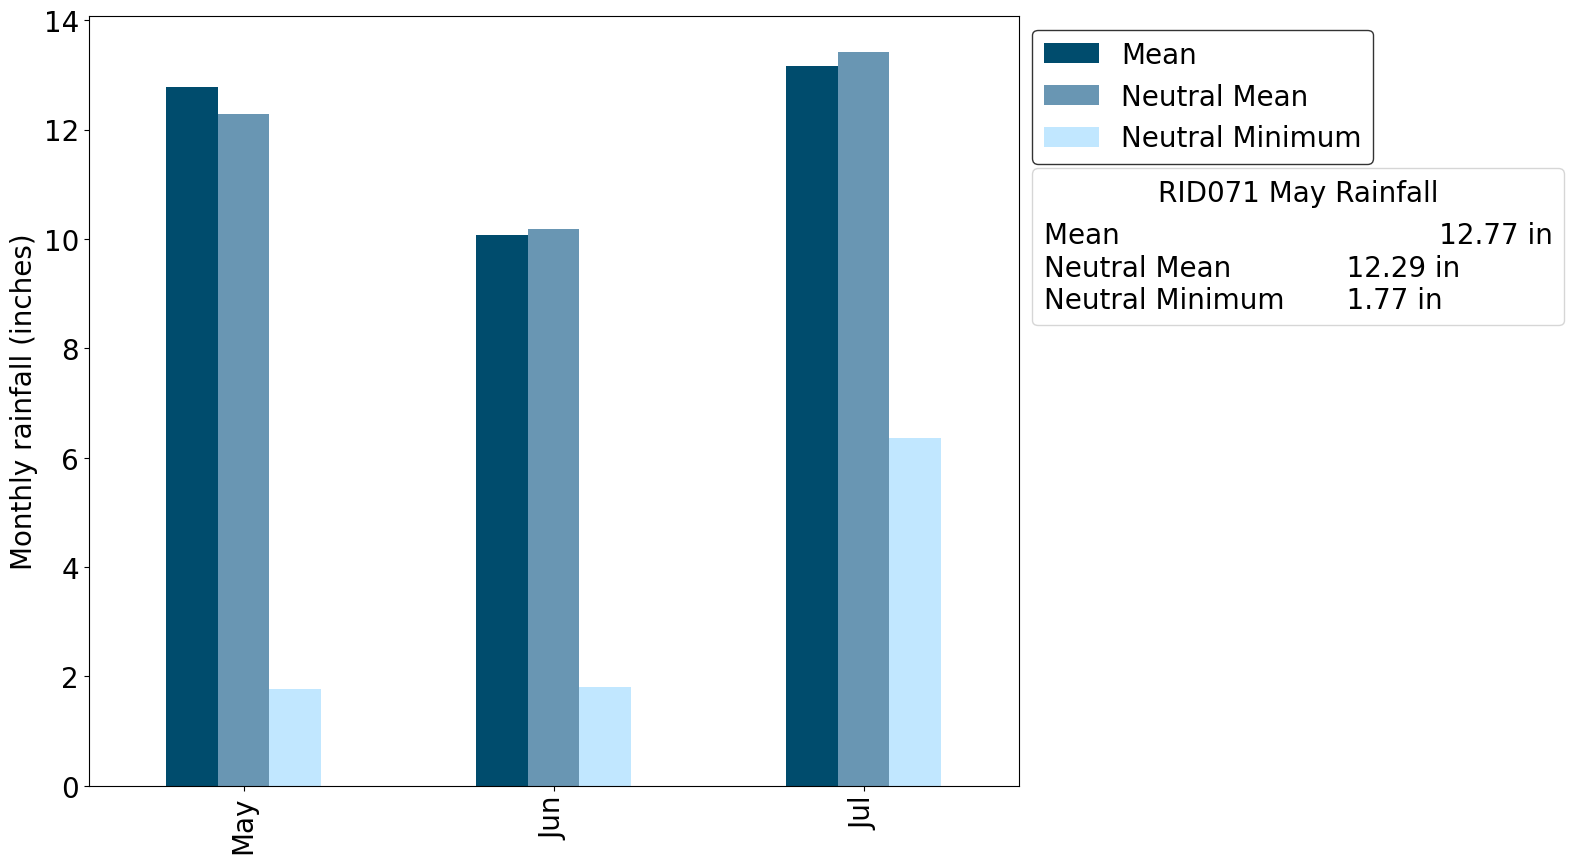 Monthly rainfall (inches)
14
12
10
8
6
4
2
0
May
Jun
Jul
Mean
Neutral Mean
Neutral Minimum
RID071 May Rainfall
Mean 12.77 in
Neutral Mean 12.29 in
Neutral Minimum 1.77 in